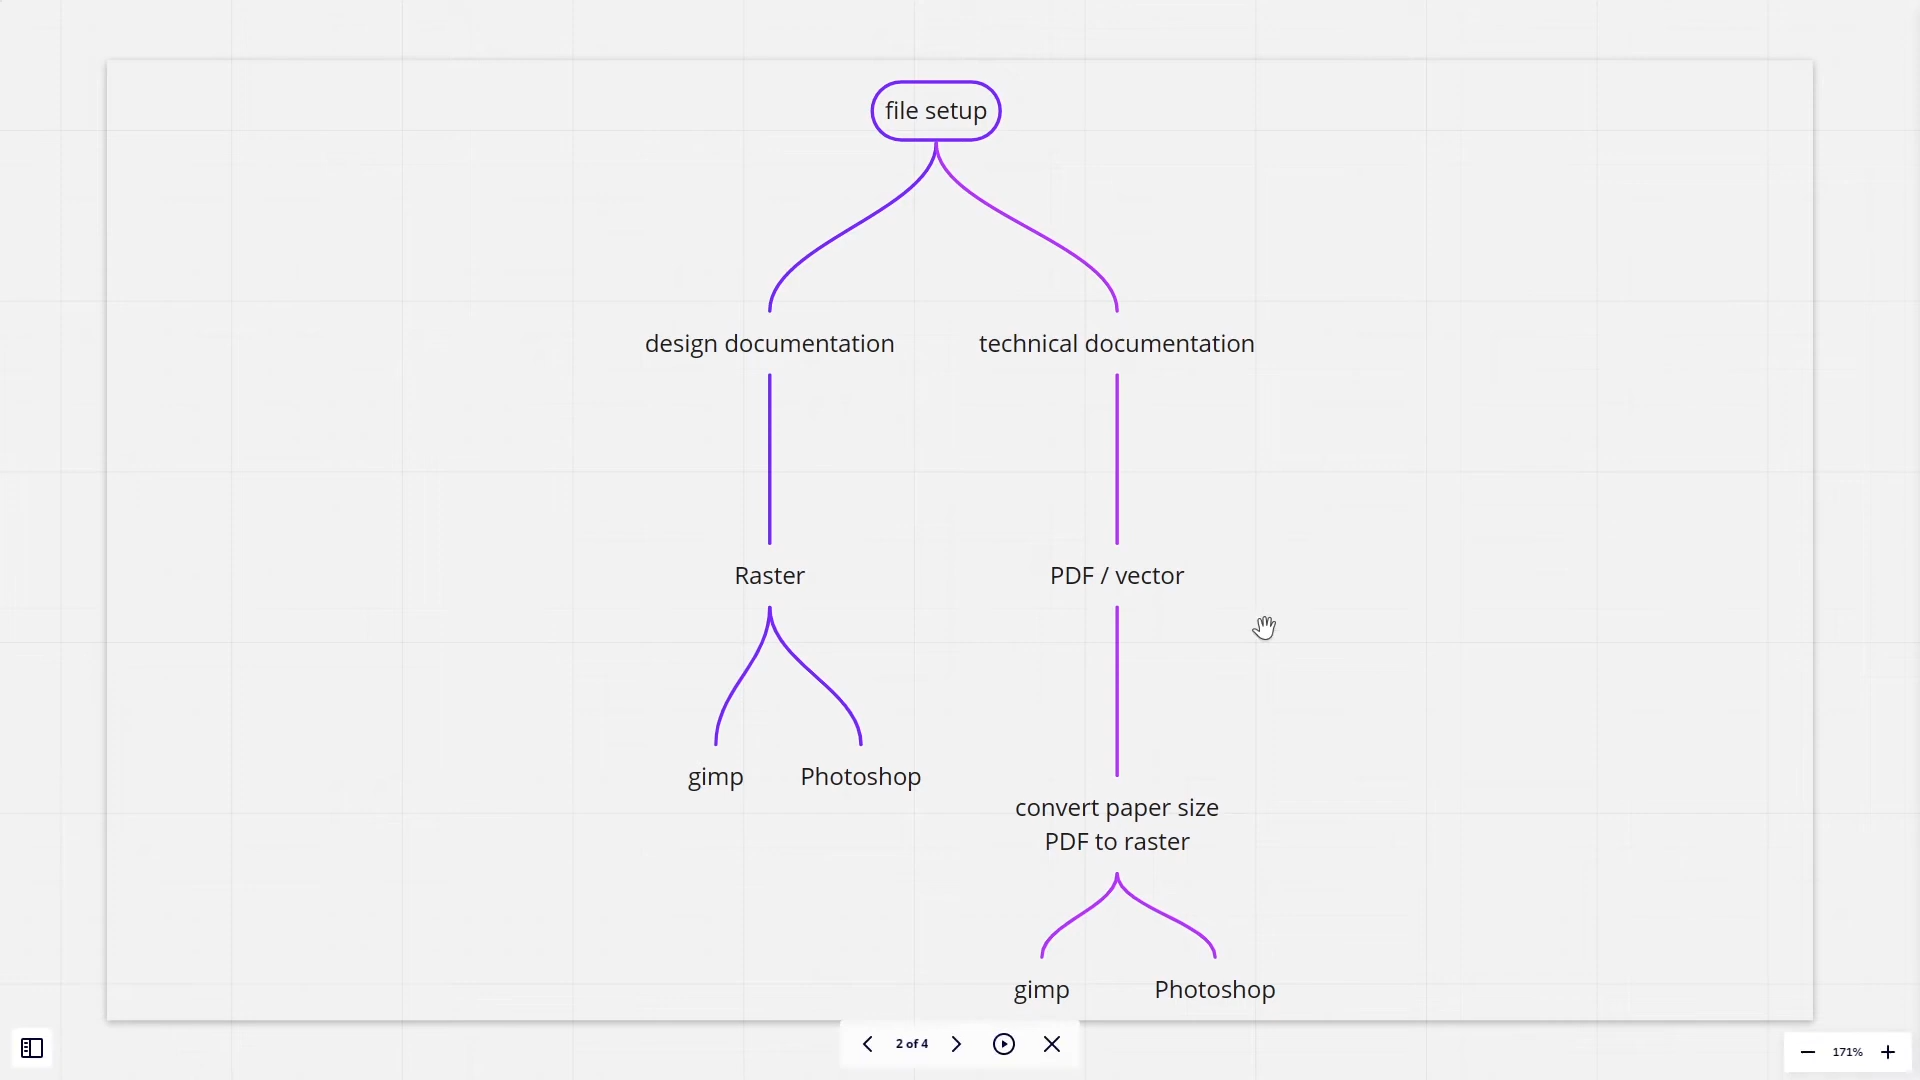 file setup
design documentation
technical documentation
Raster
PDF / vector
gimp
Photoshop
convert paper size
PDF to raster
gimp
Photoshop
2 of 4
171%